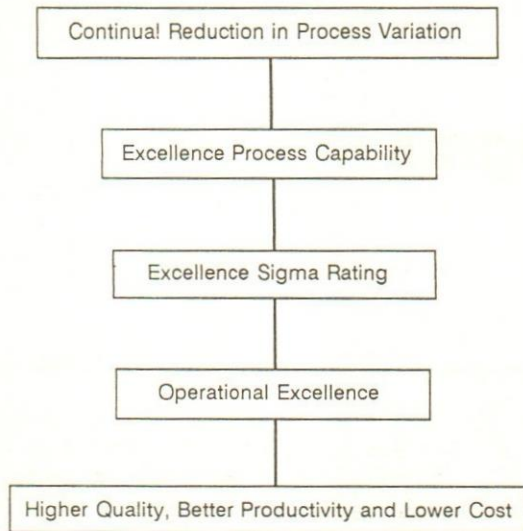 Continua! Reduction in Process Variation
Excellence Process Capability
Excellence Sigma Rating
Operational Excellence
Higher Quality, Better Productivity and Lower Cost